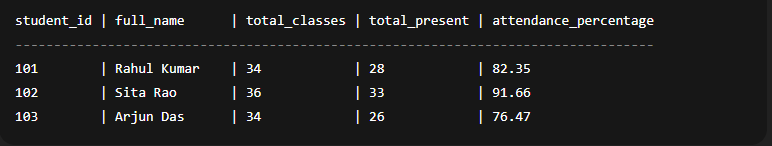 student_id | full_name      | total_classes | total_present | attendance_percentage
-----------------------------------------------------------------------------------
101        | Rahul Kumar    | 34            | 28            | 82.35
102        | Sita Rao       | 36            | 33            | 91.66
103        | Arjun Das      | 34            | 26            | 76.47